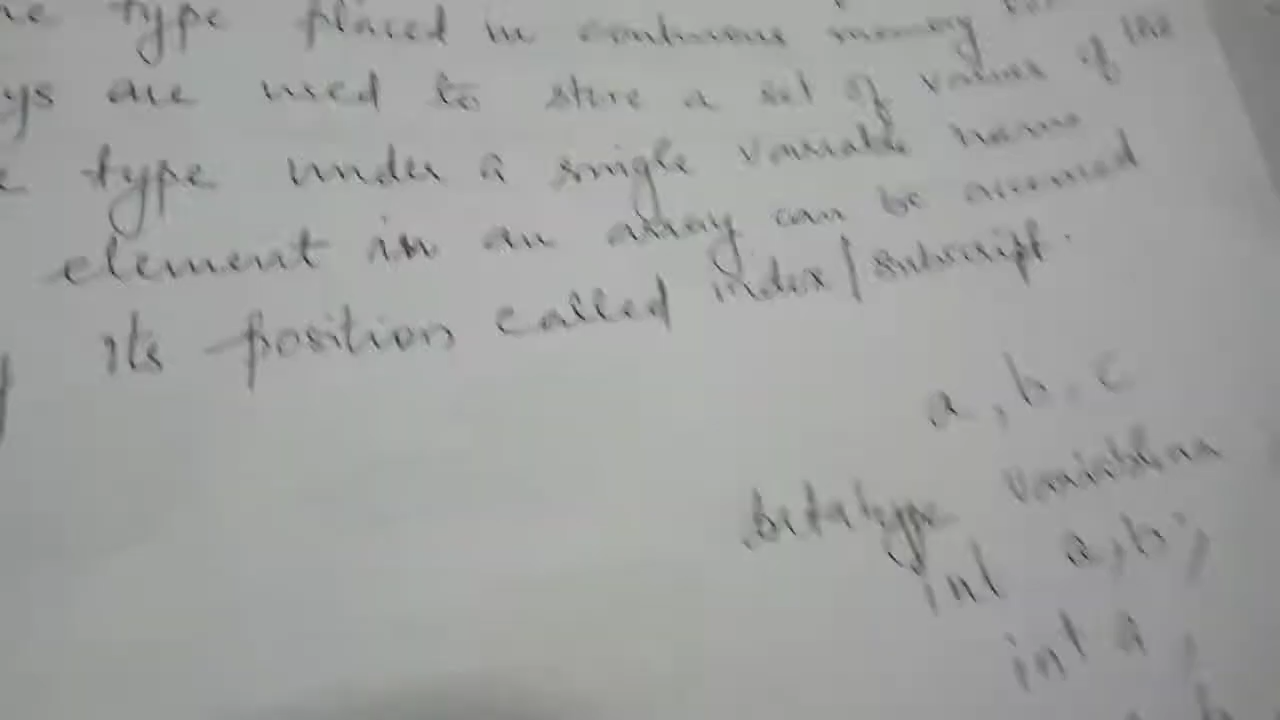 type placed in continuous memory
are used to store a set of values of the
type under a single variable name
element in an array can be accessed
its position called index/subscript.
a, b, c
datatype variables
int a, b;
int a,